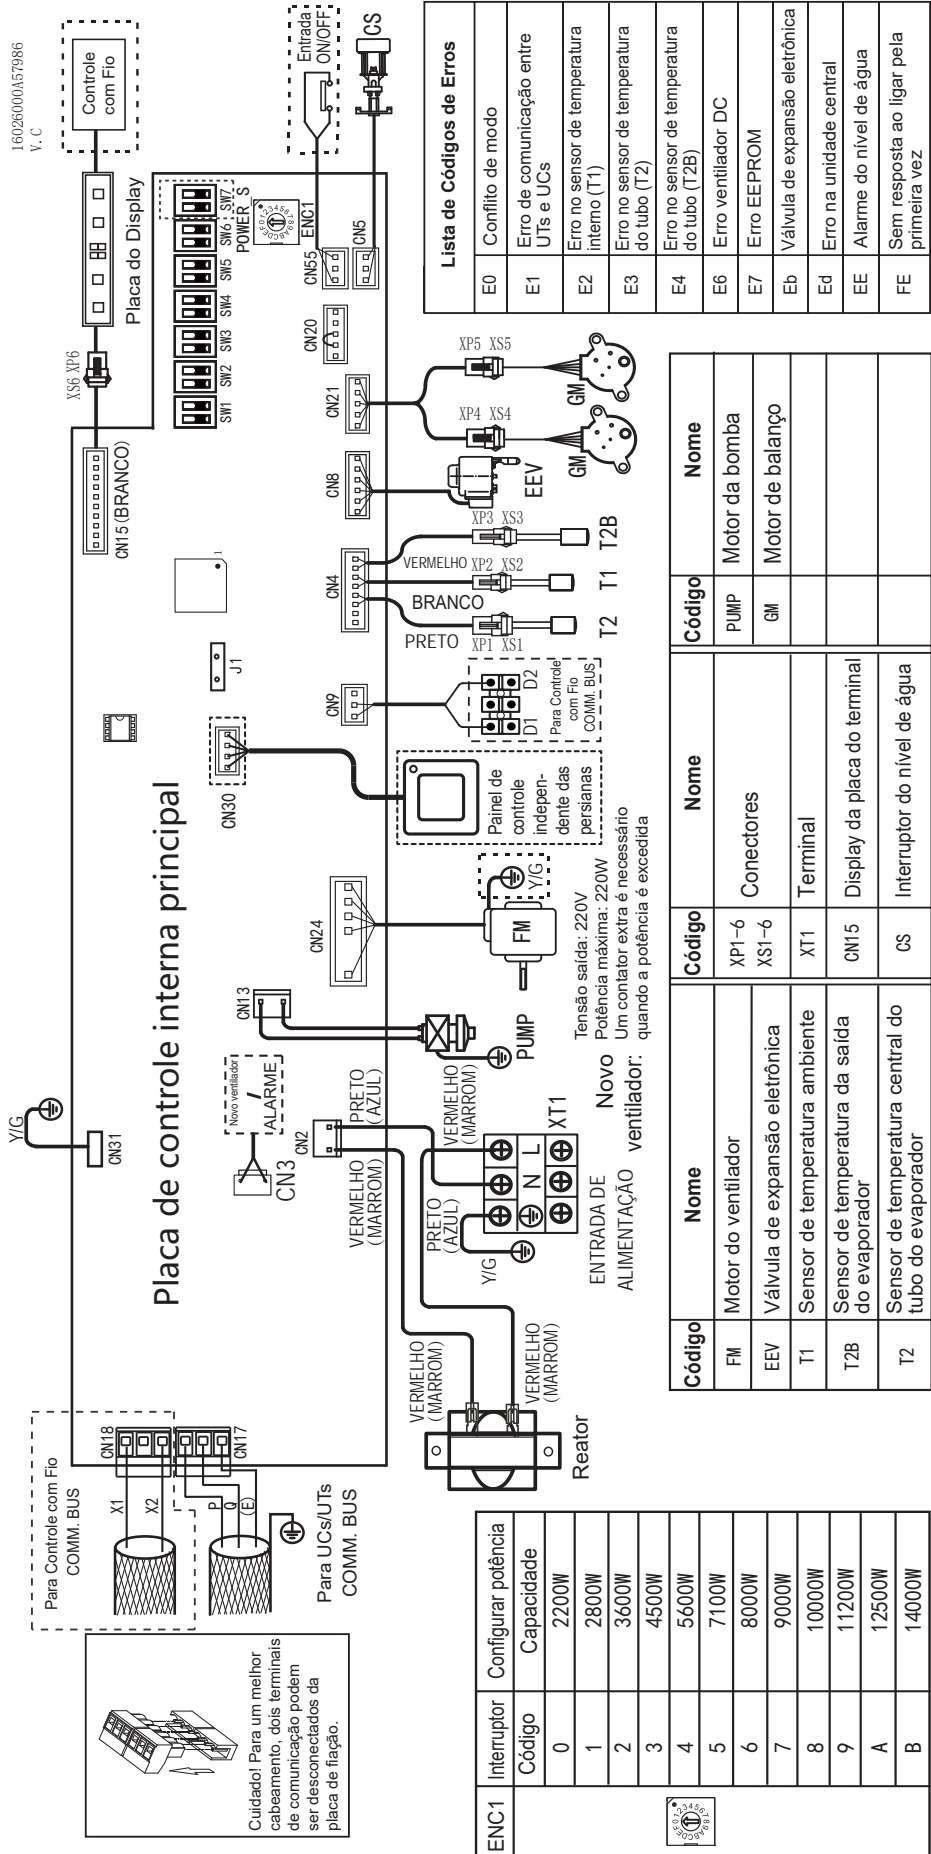 16026000A57986
V. C
Controle
com Fio
Placa do Display
XS6 XP6
CN15 (BRANCO)
SW1
SW2
SW3
SW4
SW5
SW6
SW7
POWER_S
ENC1
Entrada
ON/OFF
CS
CN55
CN5
CN20
CN21
CN8
CN4
CN9
CN30
J1
1
CN24
CN13
CN2
CN3
Novo ventilador
/
ALARME
CN31
Y/G
Placa de controle interna principal
CN18
CN17
Para Controle com Fio
COMM. BUS
X1
X2
P
Q
(E)
Para UCs/UTs
COMM. BUS
Cuidado! Para um melhor
cabeamento, dois terminais
de comunicação podem
ser desconectados da
placa de fiação.
VERMELHO
(MARROM)
PRETO
(AZUL)
VERMELHO
(MARROM)
PRETO
(AZUL)
VERMELHO
(MARROM)
VERMELHO
(MARROM)
Reator
Y/G
N
L
XT1
ENTRADA DE
ALIMENTAÇÃO
PUMP
FM
Y/G
Novo
ventilador:
Tensão saída: 220V
Potência máxima: 220W
Um contator extra é necessário
quando a potência é excedida
Painel de
controle
indepen-
dente das
persianas
D1
D2
Para Controle
com Fio
COMM. BUS
PRETO
BRANCO
VERMELHO
XP1 XS1
XP2 XS2
XP3 XS3
T2
T1
T2B
EEV
XP4 XS4
XP5 XS5
GM
GM
Lista de Códigos de Erros
E0 Conflito de modo
E1 Erro de comunicação entre
UTs e UCs
E2 Erro no sensor de temperatura
interno (T1)
E3 Erro no sensor de temperatura
do tubo (T2)
E4 Erro no sensor de temperatura
do tubo (T2B)
E6 Erro ventilador DC
E7 Erro EEPROM
Eb Válvula de expansão eletrônica
Ed Erro na unidade central
EE Alarme do nível de água
FE Sem resposta ao ligar pela
primeira vez
Código Nome Código Nome Código Nome
FM Motor do ventilador
EEV Válvula de expansão eletrônica
T1 Sensor de temperatura ambiente
T2B Sensor de temperatura da saída
do evaporador
T2 Sensor de temperatura central do
tubo do evaporador
XP1-6
XS1-6
Conectores
XT1 Terminal
CN15 Display da placa do terminal
CS Interruptor do nível de água
PUMP Motor da bomba
GM Motor de balanço
ENC1 Interruptor Configurar potência
Código Capacidade
0 2200W
1 2800W
2 3600W
3 4500W
4 5600W
5 7100W
6 8000W
7 9000W
8 10000W
9 11200W
A 12500W
B 14000W